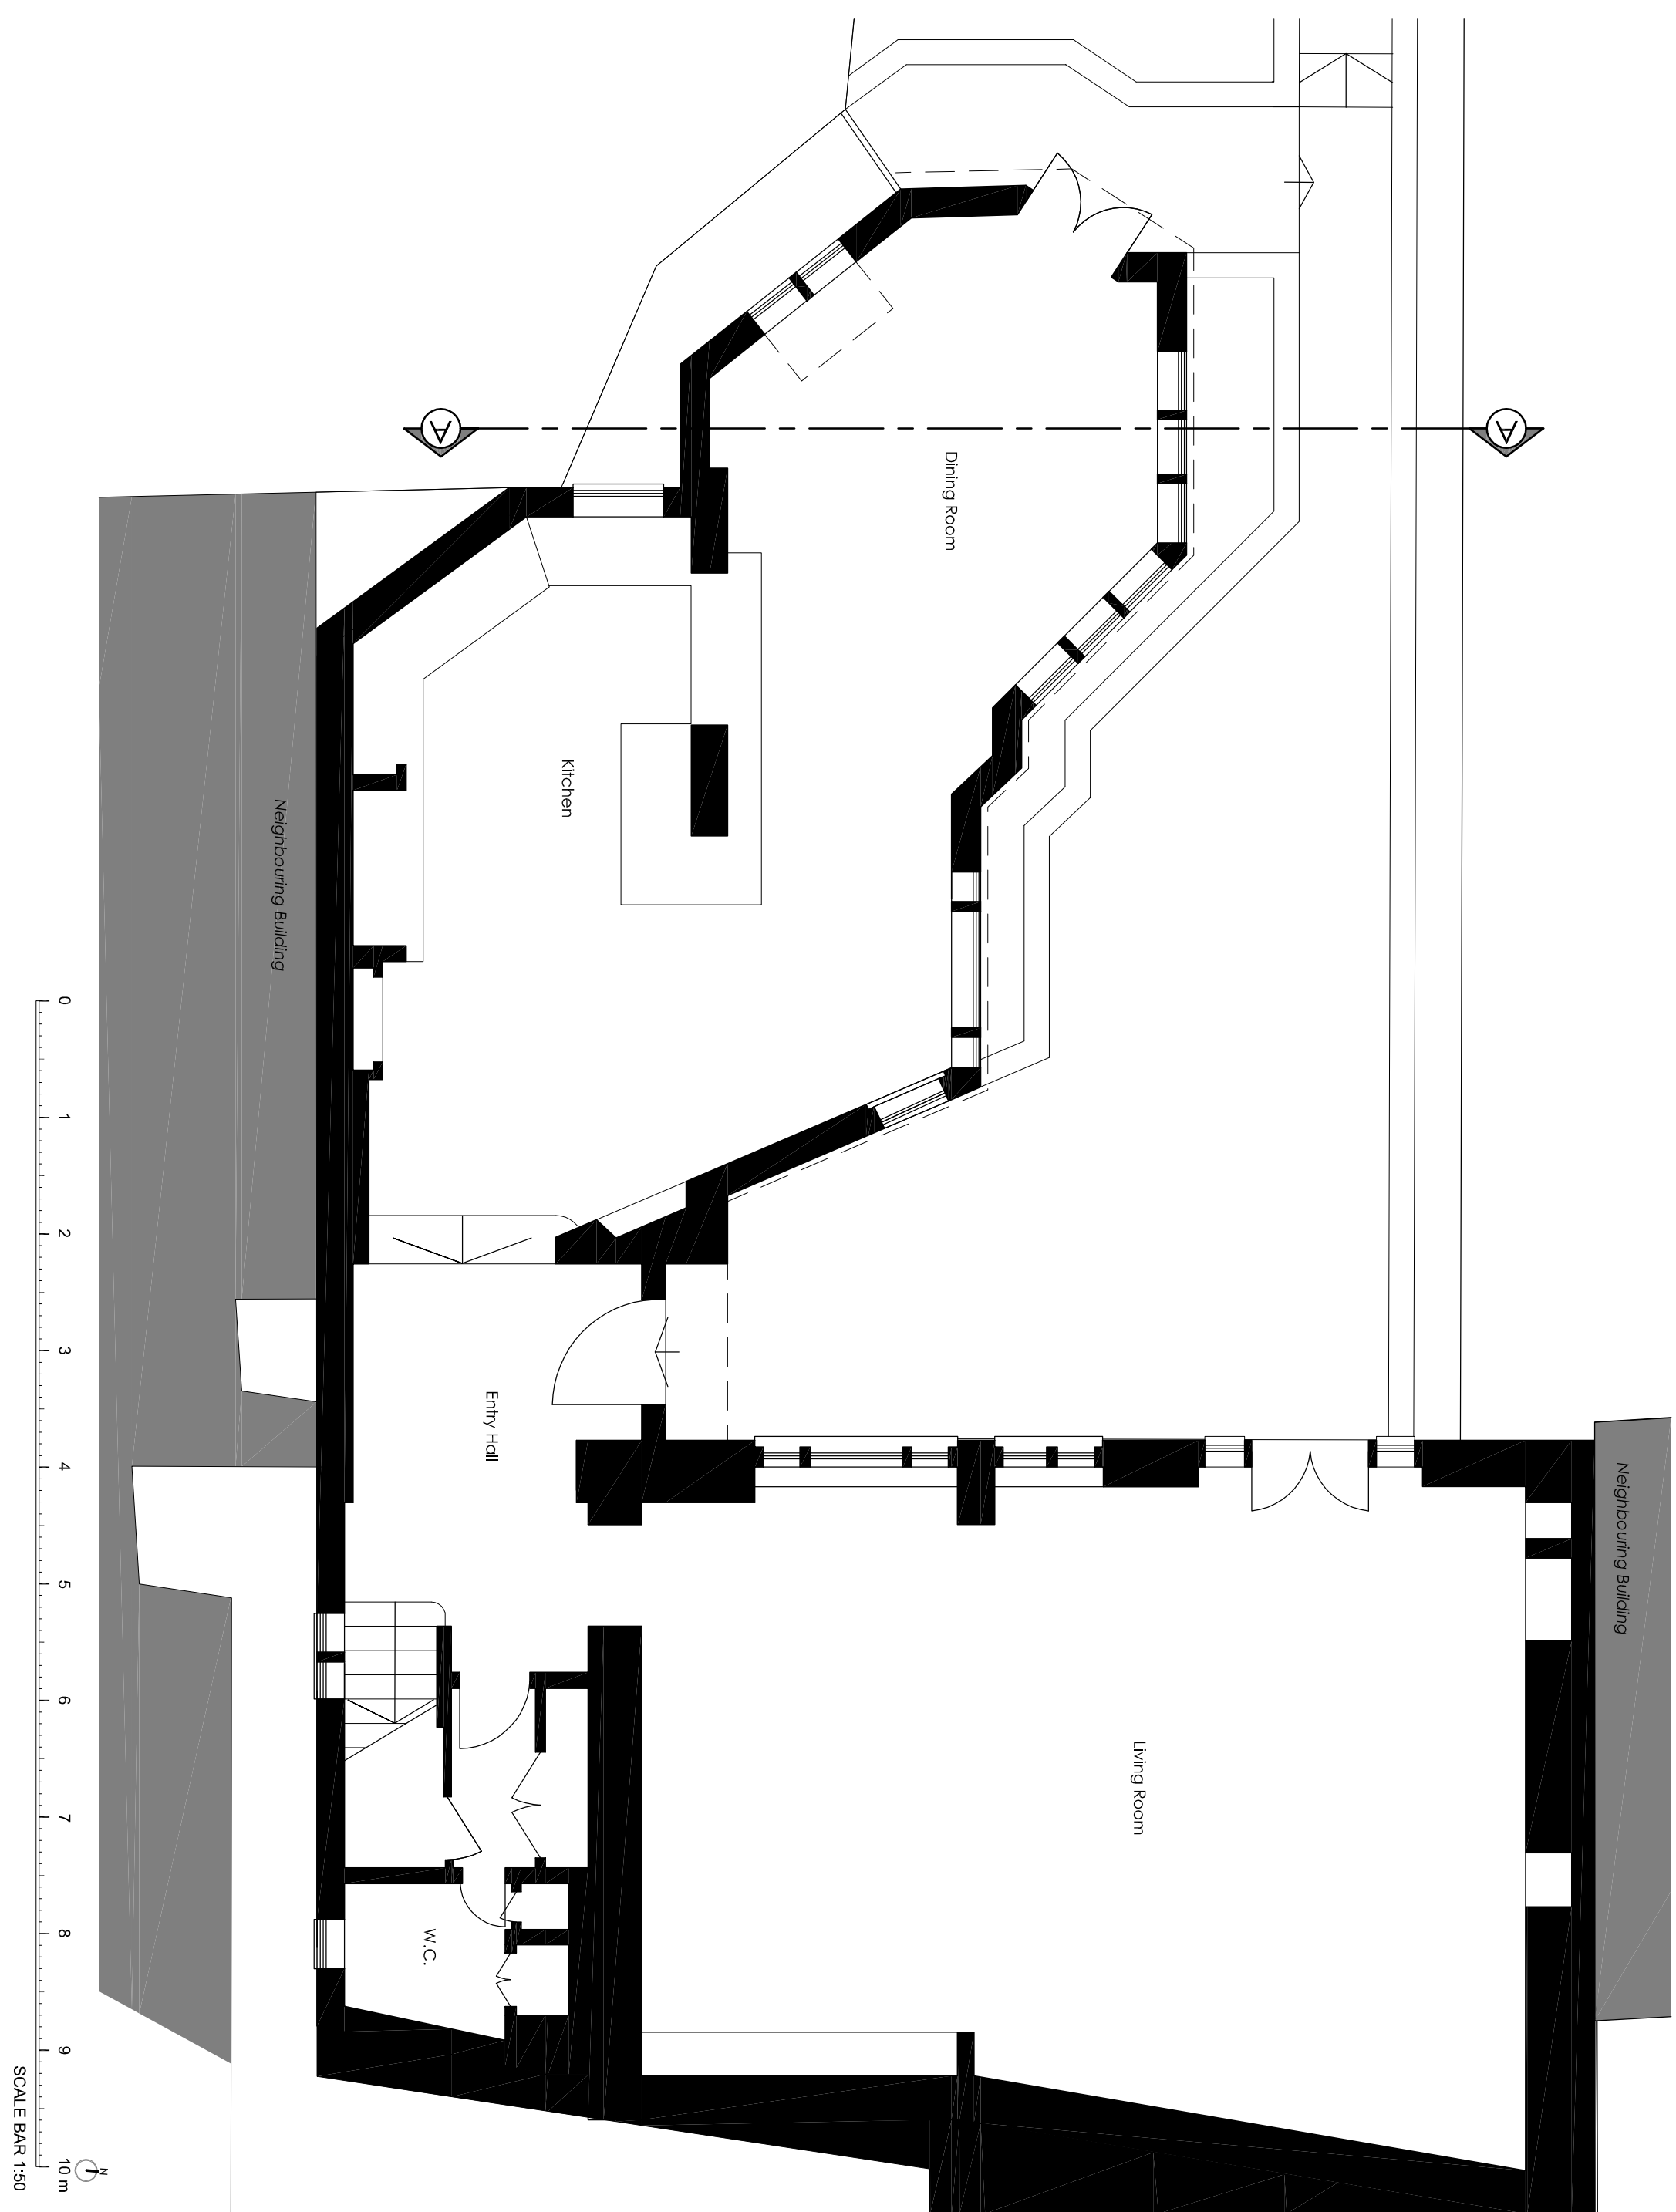 A
A
Dining Room
Kitchen
Neighbouring Building
Entry Hall
Neighbouring Building
Living Room
W.C.
0 1 2 3 4 5 6 7 8 9 10 m
N
SCALE BAR 1:50